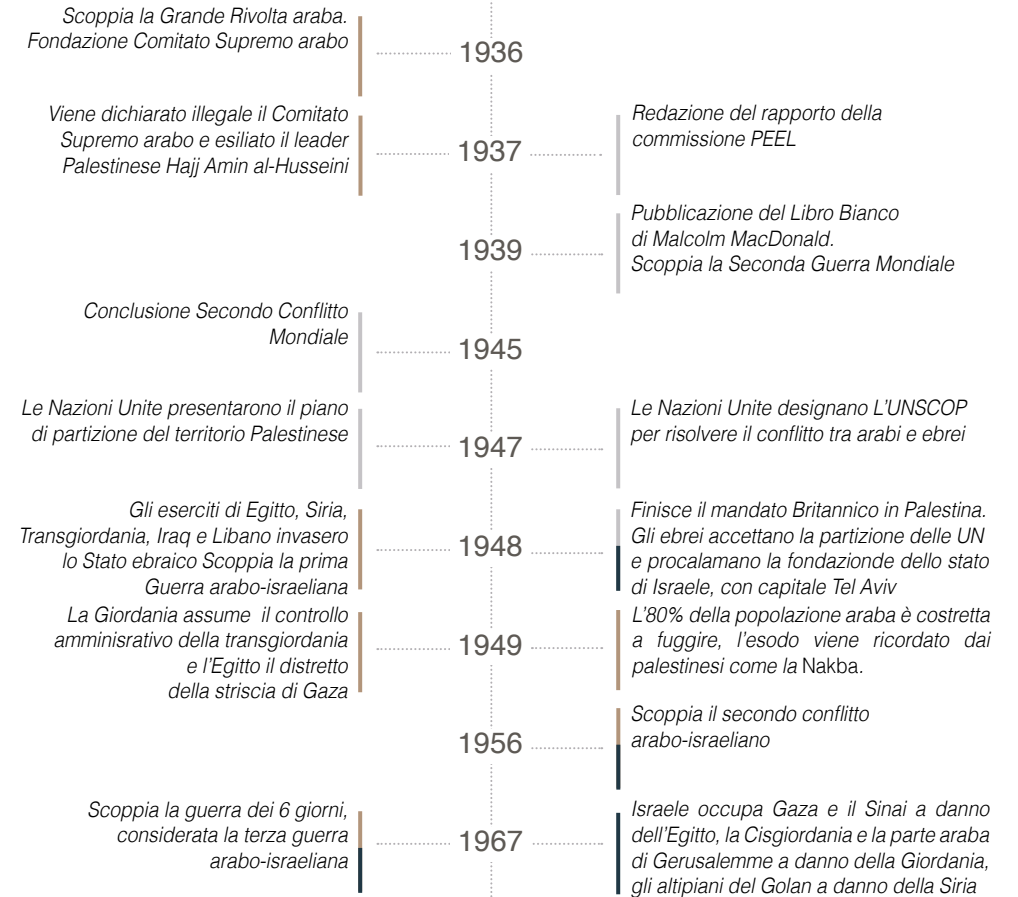 Scoppia la Grande Rivolta araba.
Fondazione Comitato Supremo arabo
1936
Viene dichiarato illegale il Comitato
Supremo arabo e esiliato il leader
Palestinese Hajj Amin al-Husseini
1937
Redazione del rapporto della
commissione PEEL
1939
Pubblicazione del Libro Bianco
di Malcolm MacDonald.
Scoppia la Seconda Guerra Mondiale
Conclusione Secondo Conflitto
Mondiale
1945
Le Nazioni Unite presentarono il piano
di partizione del territorio Palestinese
1947
Le Nazioni Unite designano L'UNSCOP
per risolvere il conflitto tra arabi e ebrei
Gli eserciti di Egitto, Siria,
Transgiordania, Iraq e Libano invasero
lo Stato ebraico Scoppia la prima
Guerra arabo-israeliana
1948
Finisce il mandato Britannico in Palestina.
Gli ebrei accettano la partizione delle UN
e procalamano la fondazionde dello stato
di Israele, con capitale Tel Aviv
La Giordania assume il controllo
amminisrativo della transgiordania
e l'Egitto il distretto
della striscia di Gaza
1949
L'80% della popolazione araba è costretta
a fuggire, l'esodo viene ricordato dai
palestinesi come la Nakba.
1956
Scoppia il secondo conflitto
arabo-israeliano
Scoppia la guerra dei 6 giorni,
considerata la terza guerra
arabo-israeliana
1967
Israele occupa Gaza e il Sinai a danno
dell'Egitto, la Cisgiordania e la parte araba
di Gerusalemme a danno della Giordania,
gli altipiani del Golan a danno della Siria